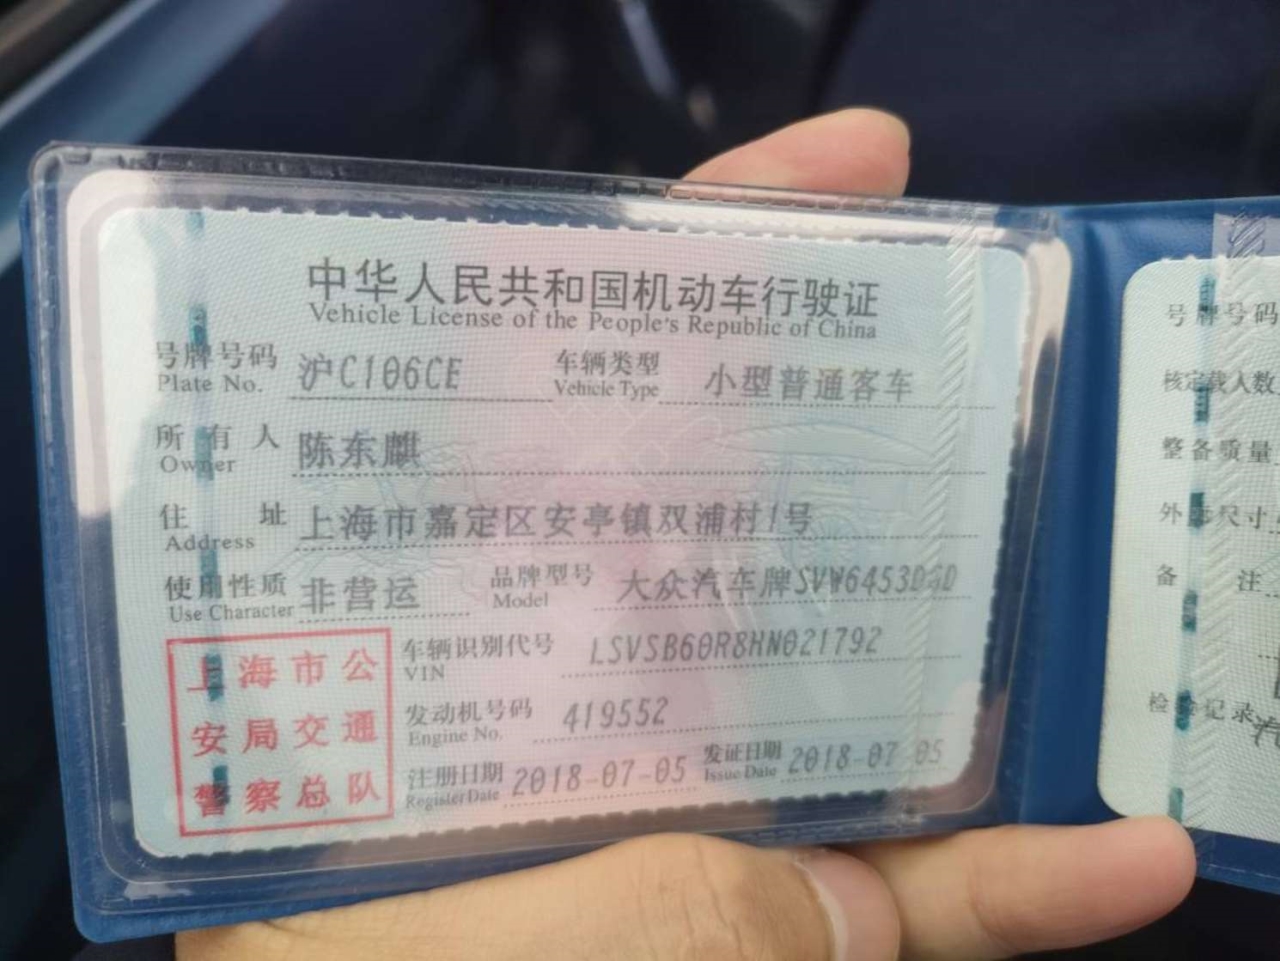 中华人民共和国机动车行驶证
Vehicle License of the People's Republic of China
号牌号码 沪C106CE 车辆类型 小型普通客车
Plate No. Vehicle Type
所有人 陈东麒
Owner
住址 上海市嘉定区安亭镇双浦村1号
Address
使用性质 非营运 品牌型号 大众汽车牌SVW6453DGD
Use Character Model
上海市公
安局交通
警察总队
车辆识别代号 LSVSB60R8HN021792
VIN
发动机号码 419552
Engine No.
注册日期 2018-07-05 发证日期 2018-07-05
Register Date Issue Date
号牌号码
核定载人数
整备质量
外廓尺寸
备注
检验记录